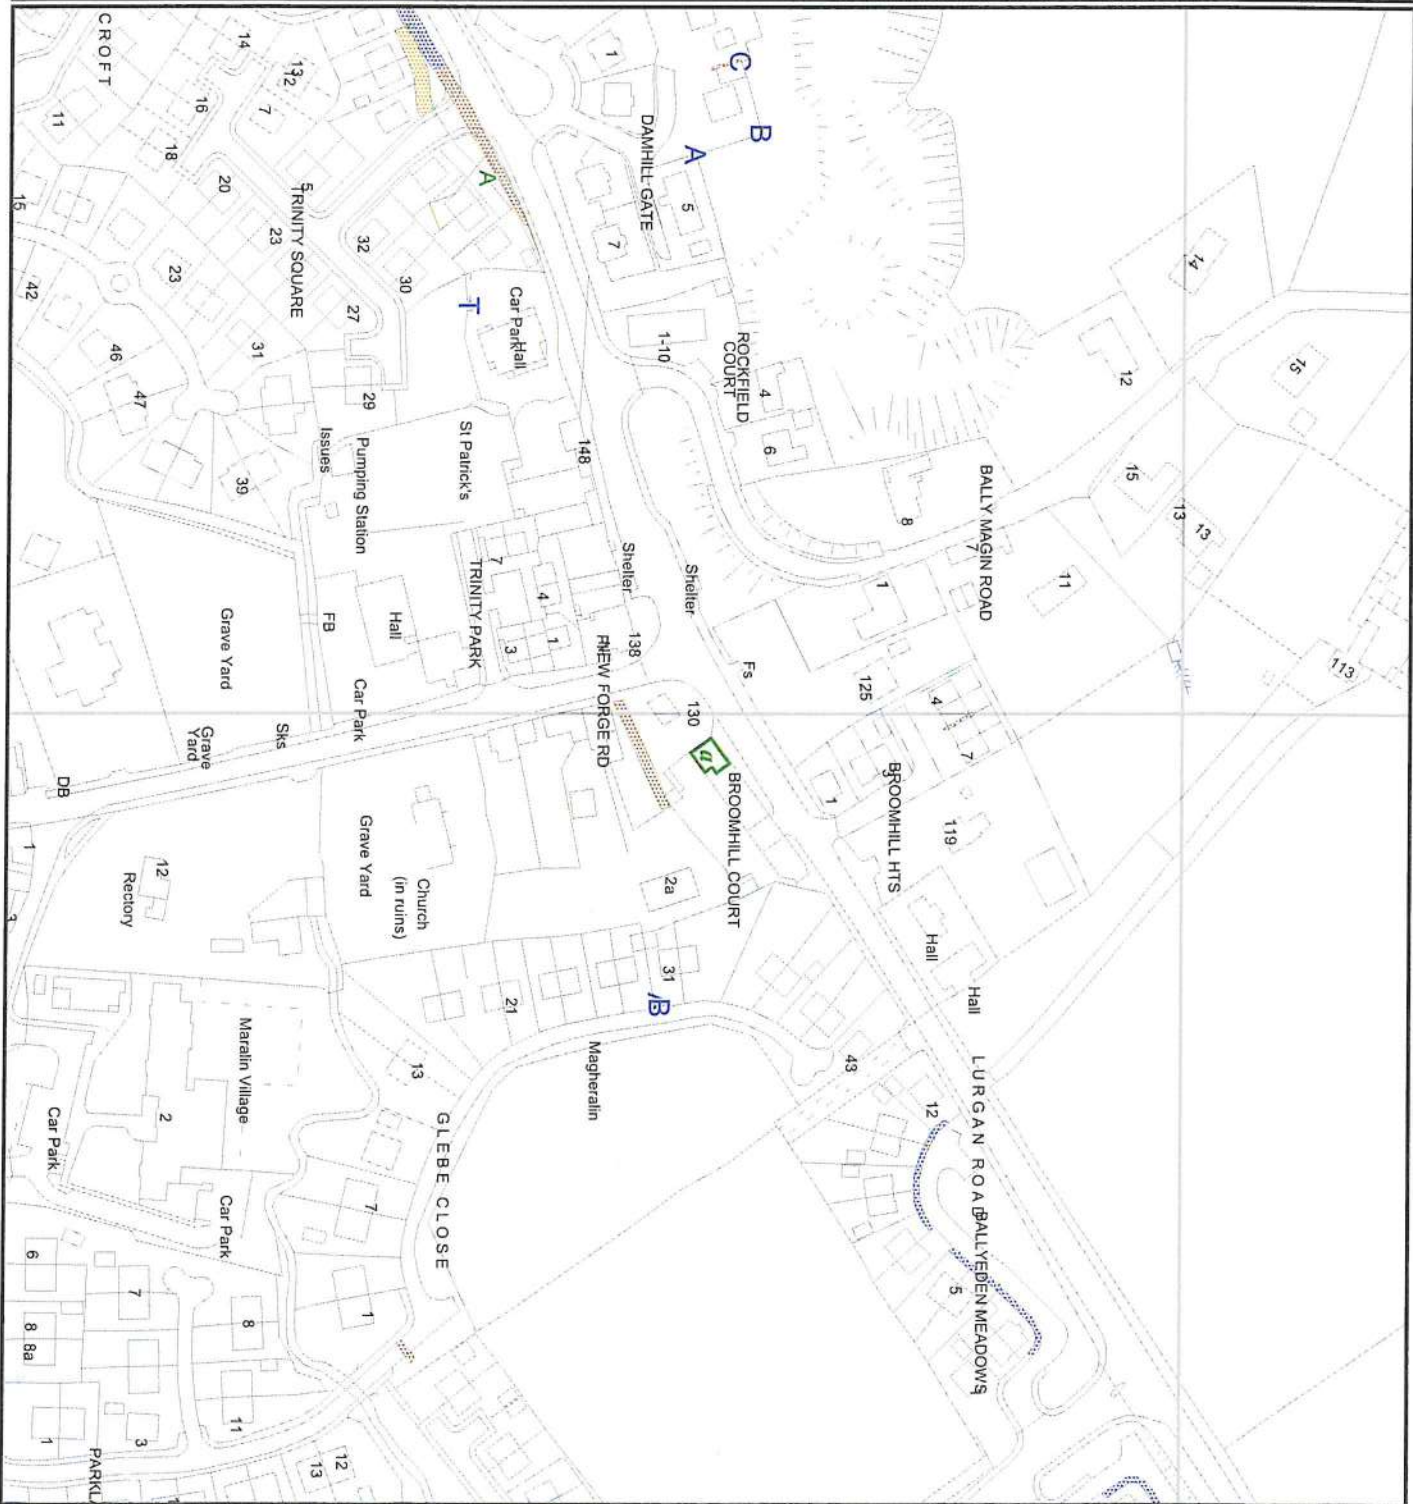 CROFT
14
13
12
16
7
11
18
20
5
TRINITY SQUARE
23
15
42
23
46
47
31
27
32
30
29
39
1
DAMHILL GATE
C
B
A
5
7
A
T
Car Park
Hall
1-10
ROCKFIELD
COURT
4
6
148
St Patrick's
Pumping Station
Issues
8
BALLY MAGIN ROAD
7
14
12
15
15
13
13
11
113
1
Shelter
Shelter
138
TRINITY PARK
7
4
1
3
Hall
FB
Grave Yard
Car Park
Sks
Grave
Yard
DB
NEW FORGE RD
130
Fs
125
4
7
BROOMHILL HTS
3
1
119
a
BROOMHILL COURT
2a
31
B
21
Grave Yard
Church
(in ruins)
12
Rectory
1
3
Hall
Hall
LURGAN ROAD
43
12
BALLYEDEN MEADOWS
5
1
Magheralin
GLEBE CLOSE
13
7
1
Maralin Village
2
Car Park
Car Park
6
7
8
8
8a
11
1
3
13
12
PARKL